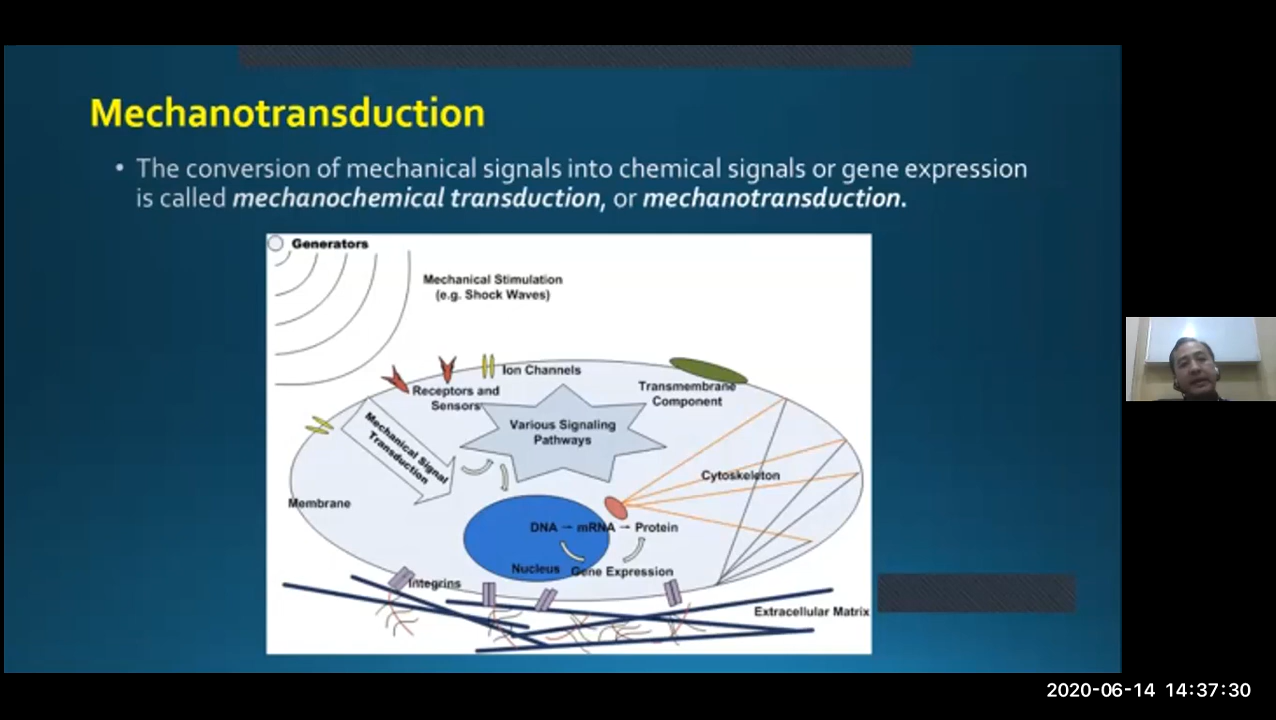 Mechanotransduction
• The conversion of mechanical signals into chemical signals or gene expression
is called mechanochemical transduction, or mechanotransduction.
Generators
Mechanical Stimulation
(e.g. Shock Waves)
Ion Channels
Receptors and
Sensors
Transmembrane
Component
Various Signaling
Pathways
Mechanical Signal
Transduction
Cytoskeleton
Membrane
DNA → mRNA → Protein
Nucleus
Gene Expression
Integrins
Extracellular Matrix
2020-06-14 14:37:30